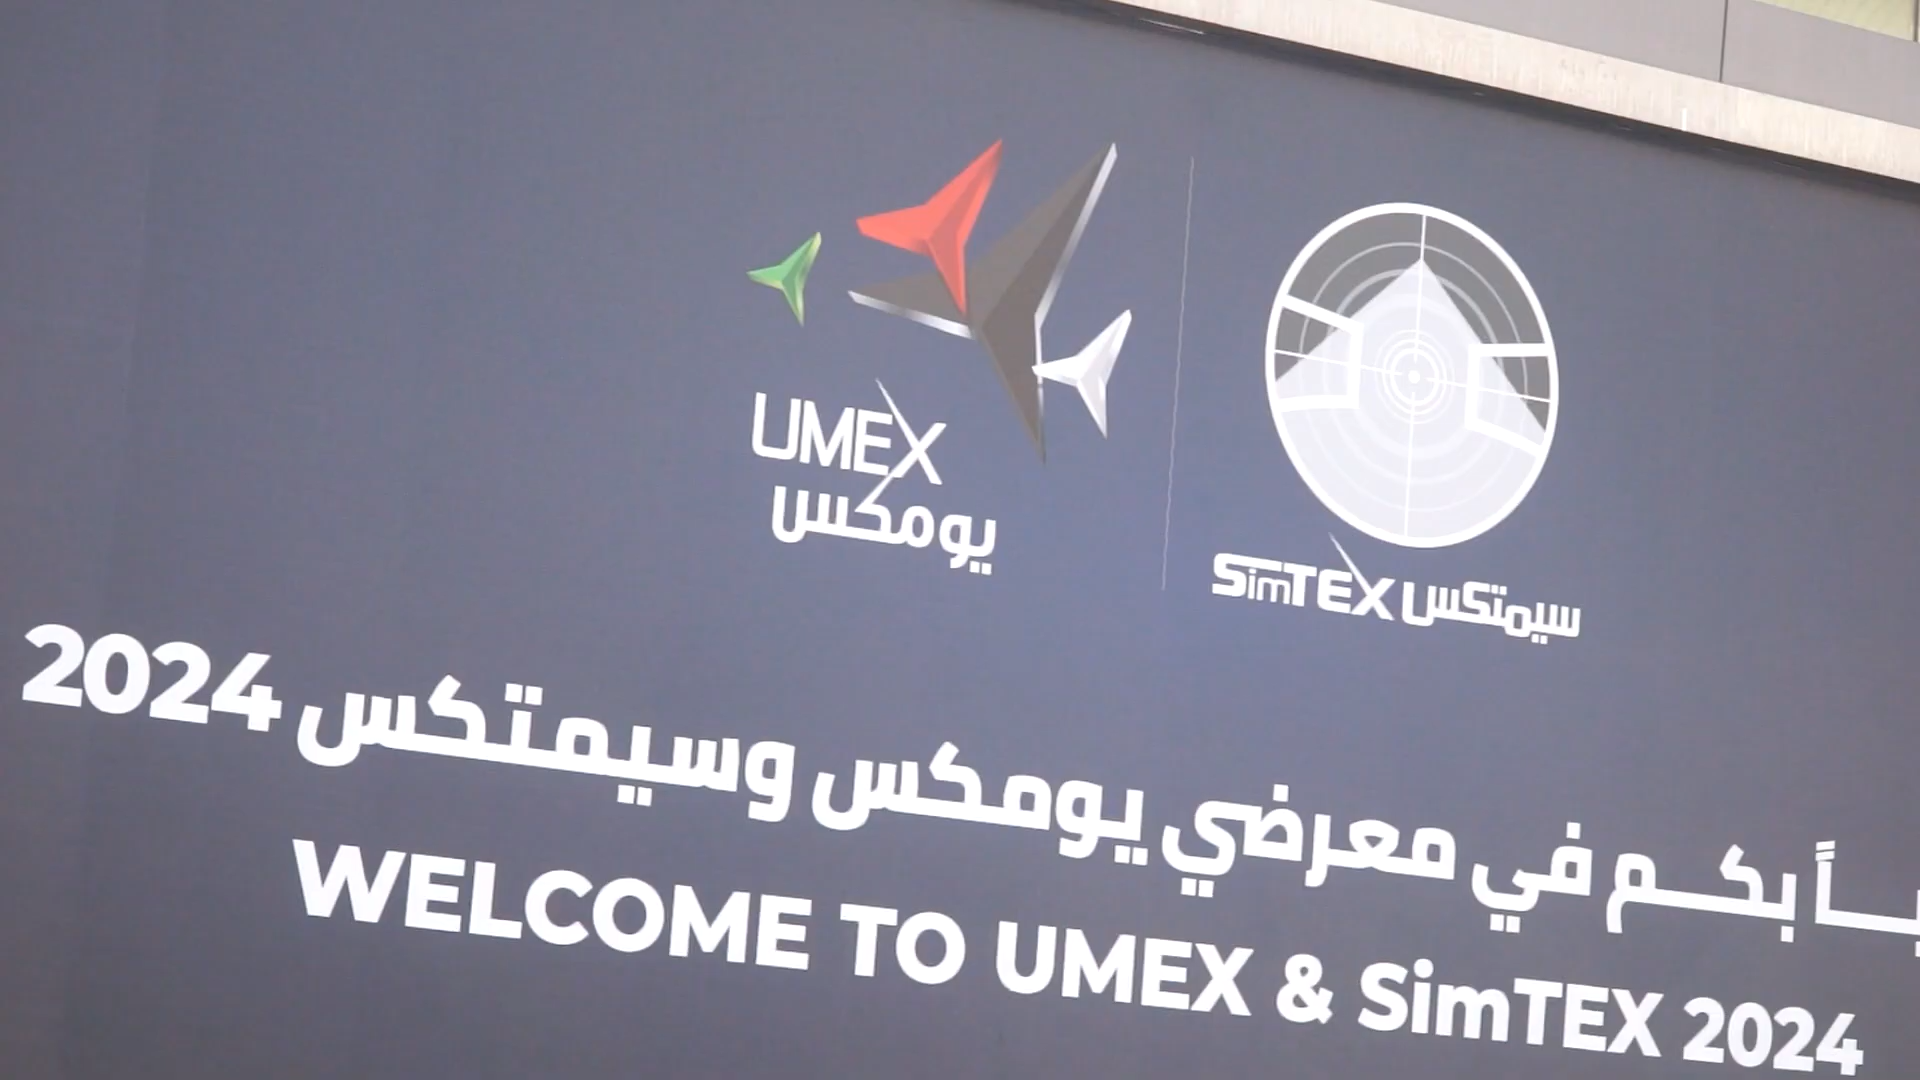 UMEX
يومكس
SimTEX سيمتكس
بكم في معرضي يومكس وسيمتكس 2024
WELCOME TO UMEX & SimTEX 2024